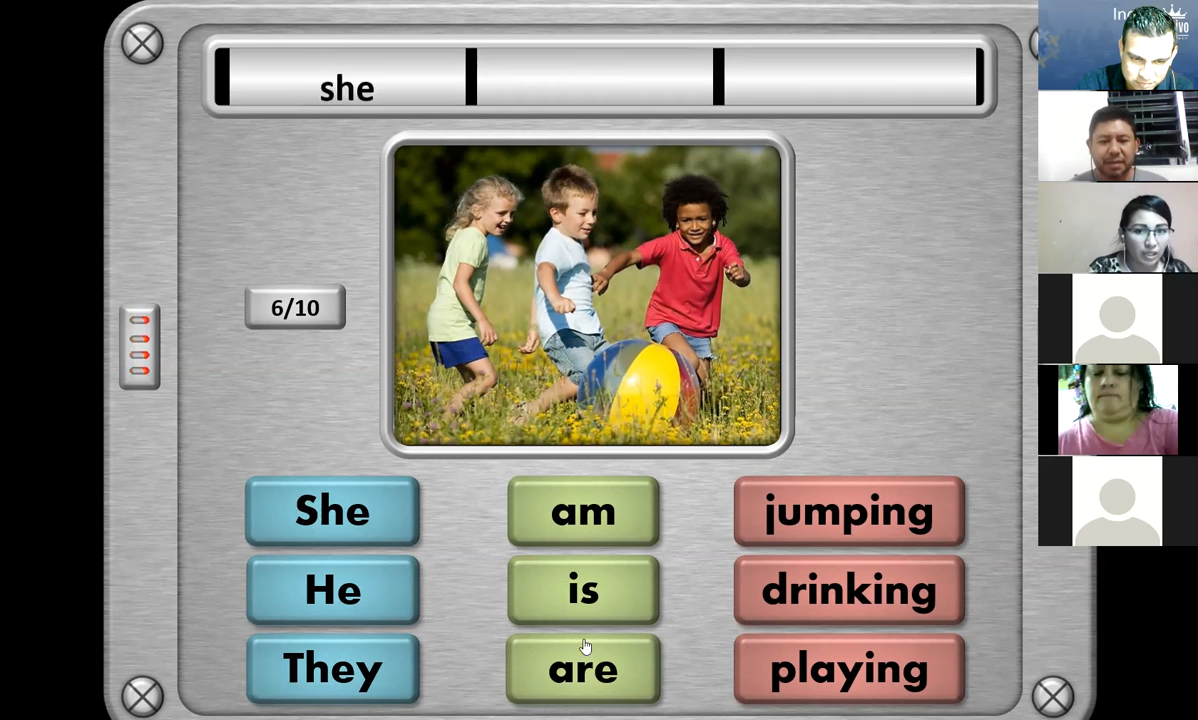 she
6/10
She am jumping
He is drinking
They are playing